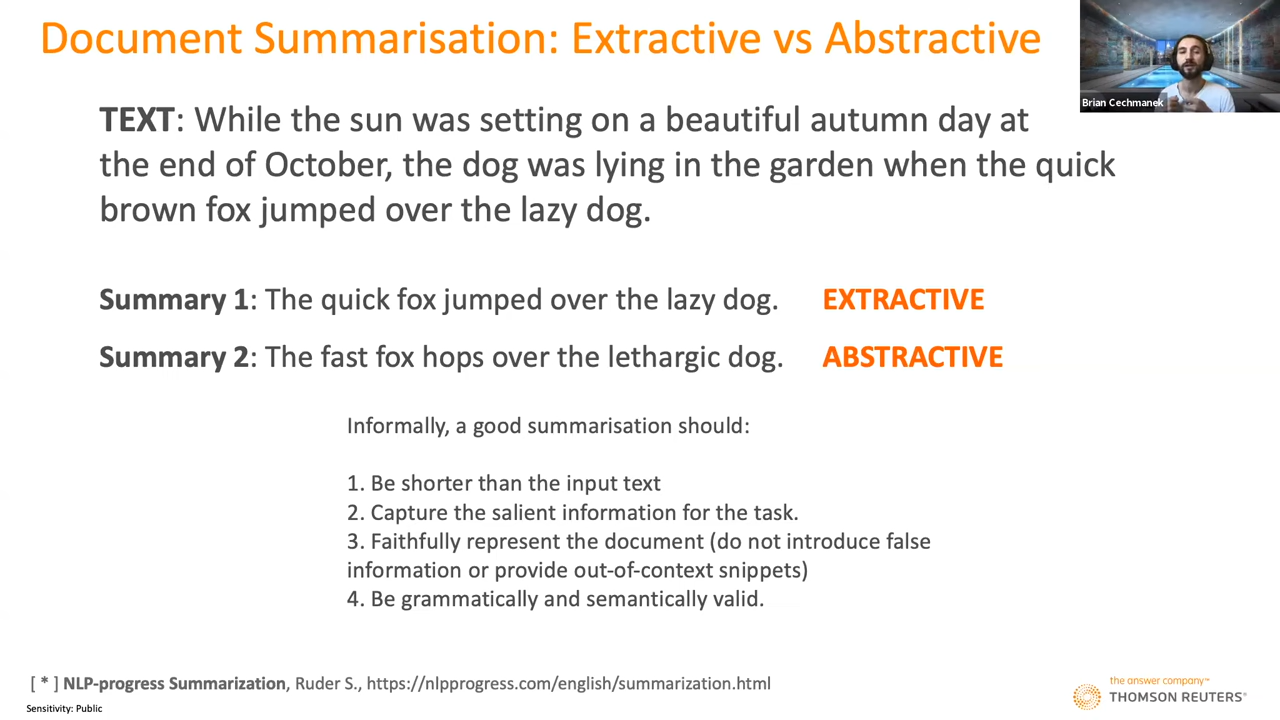 Document Summarisation: Extractive vs Abstractive
Brian Cechmanek
TEXT: While the sun was setting on a beautiful autumn day at
the end of October, the dog was lying in the garden when the quick
brown fox jumped over the lazy dog.
Summary 1: The quick fox jumped over the lazy dog. EXTRACTIVE
Summary 2: The fast fox hops over the lethargic dog. ABSTRACTIVE
Informally, a good summarisation should:
1. Be shorter than the input text
2. Capture the salient information for the task.
3. Faithfully represent the document (do not introduce false
information or provide out-of-context snippets)
4. Be grammatically and semantically valid.
[ * ] NLP-progress Summarization, Ruder S., https://nlpprogress.com/english/summarization.html
Sensitivity: Public
the answer company™
THOMSON REUTERS®